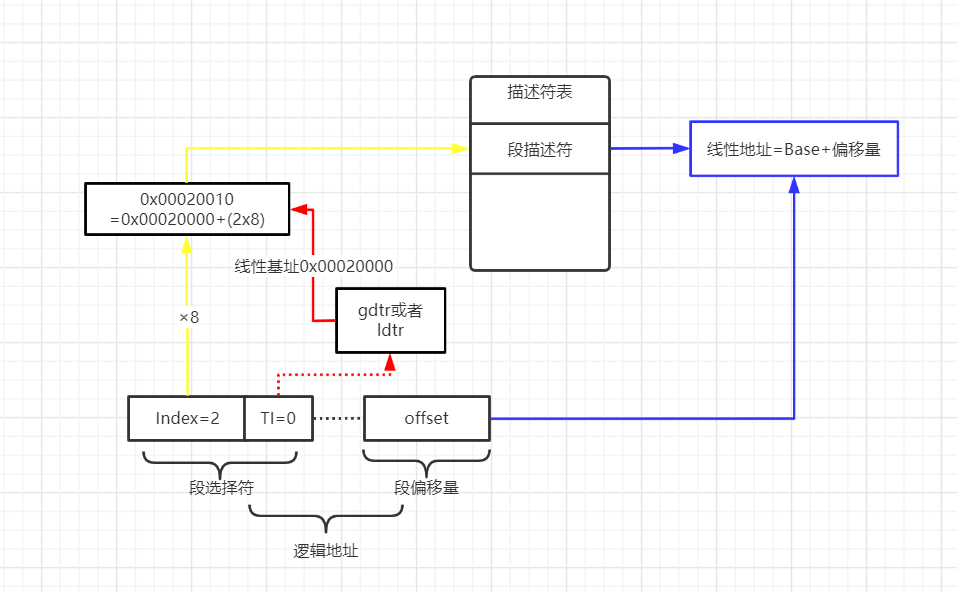 描述符表
段描述符
线性地址=Base+偏移量
0x00020010
=0x00020000+(2x8)
线性基址0x00020000
×8
gdtr或者
ldtr
Index=2
TI=0
offset
段选择符
段偏移量
逻辑地址